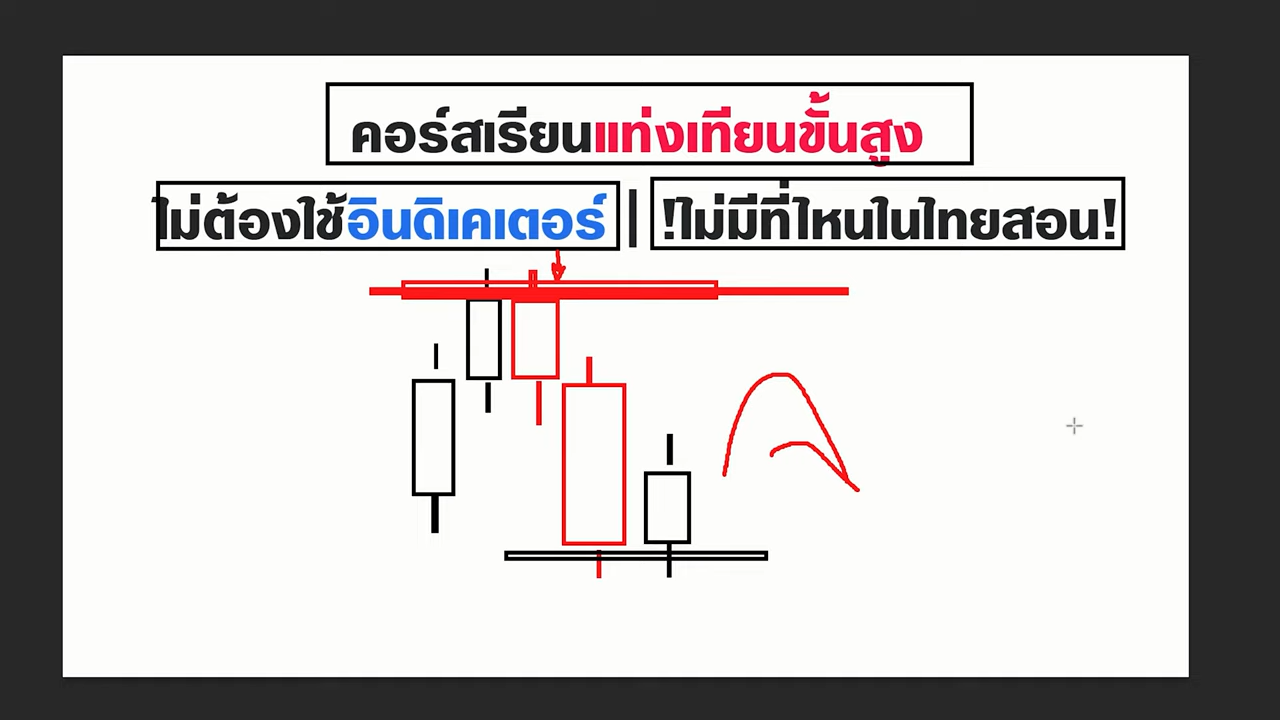 คอร์สเรียนแท่งเทียนขั้นสูง
ไม่ต้องใช้อินดิเคเตอร์ | !ไม่มีที่ไหนในไทยสอน!